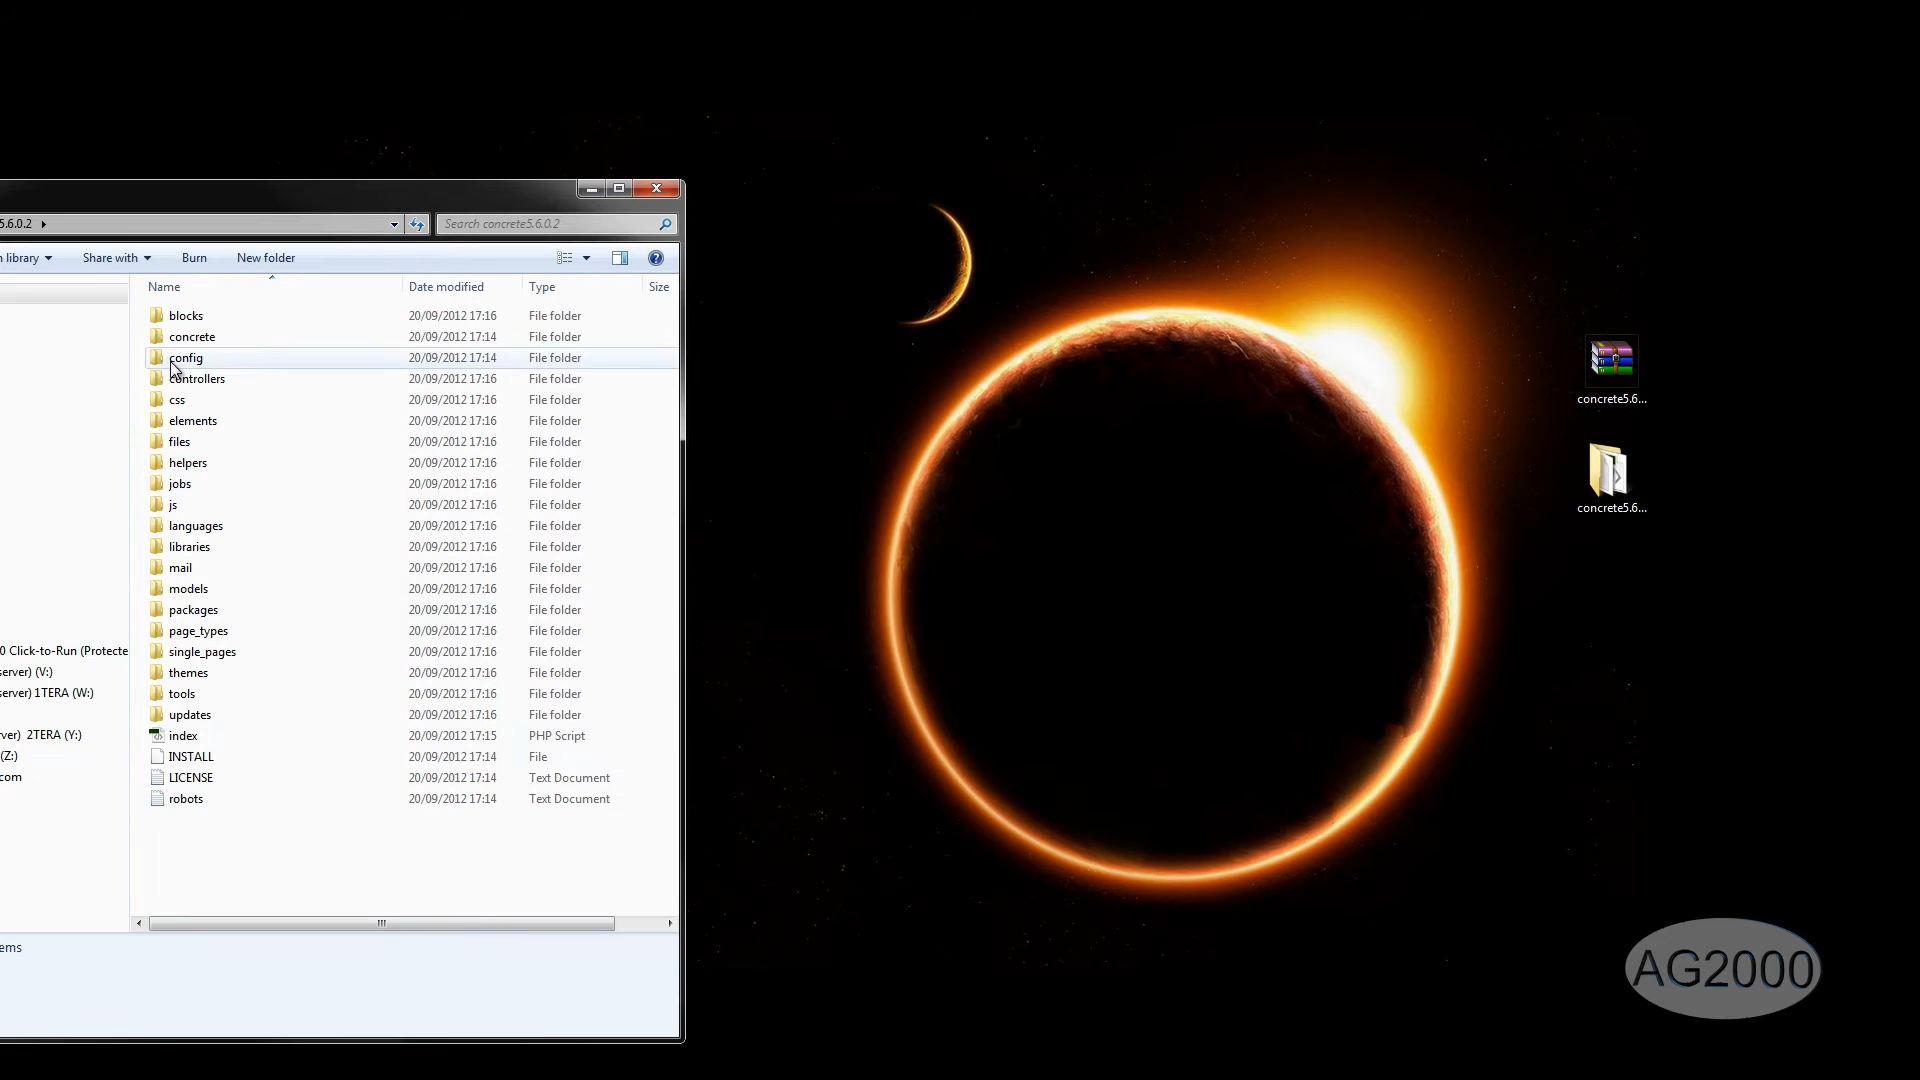 5.6.0.2
Search concrete5.6.0.2
library
Share with
Burn
New folder
Name Date modified Type Size
blocks 20/09/2012 17:16 File folder
concrete 20/09/2012 17:14 File folder
config 20/09/2012 17:14 File folder
controllers 20/09/2012 17:16 File folder
css 20/09/2012 17:16 File folder
elements 20/09/2012 17:16 File folder
files 20/09/2012 17:16 File folder
helpers 20/09/2012 17:16 File folder
jobs 20/09/2012 17:16 File folder
js 20/09/2012 17:16 File folder
languages 20/09/2012 17:16 File folder
libraries 20/09/2012 17:16 File folder
mail 20/09/2012 17:16 File folder
models 20/09/2012 17:16 File folder
packages 20/09/2012 17:16 File folder
page_types 20/09/2012 17:16 File folder
single_pages 20/09/2012 17:16 File folder
themes 20/09/2012 17:16 File folder
tools 20/09/2012 17:16 File folder
updates 20/09/2012 17:16 File folder
index 20/09/2012 17:15 PHP Script
INSTALL 20/09/2012 17:14 File
LICENSE 20/09/2012 17:14 Text Document
robots 20/09/2012 17:14 Text Document
0 Click-to-Run (Protecte
server) (V:)
server) 1TERA (W:)
ver) 2TERA (Y:)
(Z:)
com
ems
concrete5.6...
concrete5.6...
AG2000